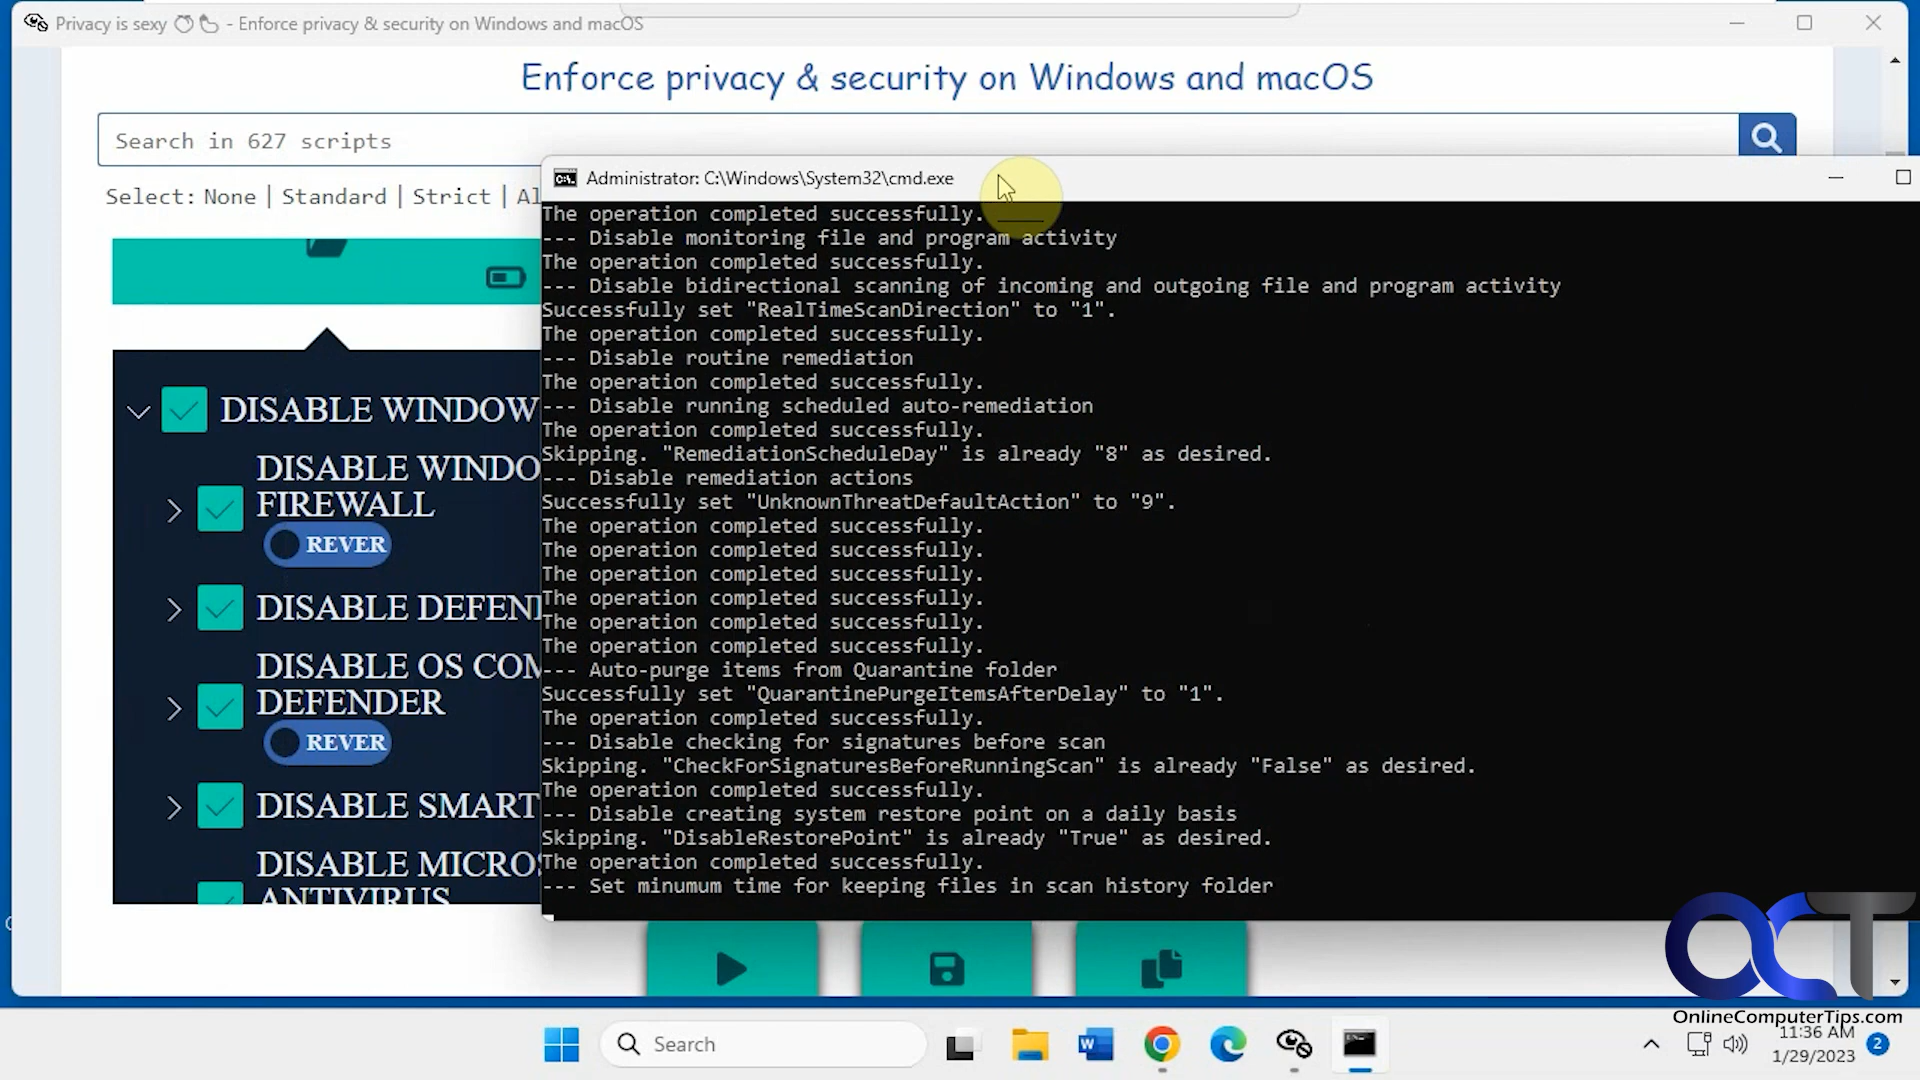 Privacy is sexy - Enforce privacy & security on Windows and macOS
Enforce privacy & security on Windows and macOS
Search in 627 scripts
Select: None | Standard | Strict | Al
DISABLE WINDOW
DISABLE WINDO
FIREWALL
REVER
DISABLE DEFEN
DISABLE OS COM
DEFENDER
REVER
DISABLE SMART
DISABLE MICROS
ANTIVIRUS
Administrator: C:\Windows\System32\cmd.exe
The operation completed successfully.
--- Disable monitoring file and program activity
The operation completed successfully.
--- Disable bidirectional scanning of incoming and outgoing file and program activity
Successfully set "RealTimeScanDirection" to "1".
The operation completed successfully.
--- Disable routine remediation
The operation completed successfully.
--- Disable running scheduled auto-remediation
The operation completed successfully.
Skipping. "RemediationScheduleDay" is already "8" as desired.
--- Disable remediation actions
Successfully set "UnknownThreatDefaultAction" to "9".
The operation completed successfully.
The operation completed successfully.
The operation completed successfully.
The operation completed successfully.
The operation completed successfully.
The operation completed successfully.
--- Auto-purge items from Quarantine folder
Successfully set "QuarantinePurgeItemsAfterDelay" to "1".
The operation completed successfully.
--- Disable checking for signatures before scan
Skipping. "CheckForSignaturesBeforeRunningScan" is already "False" as desired.
The operation completed successfully.
--- Disable creating system restore point on a daily basis
Skipping. "DisableRestorePoint" is already "True" as desired.
The operation completed successfully.
--- Set minumum time for keeping files in scan history folder
OCT
OnlineComputerTips.com
Search
11:36 AM
1/29/2023
2